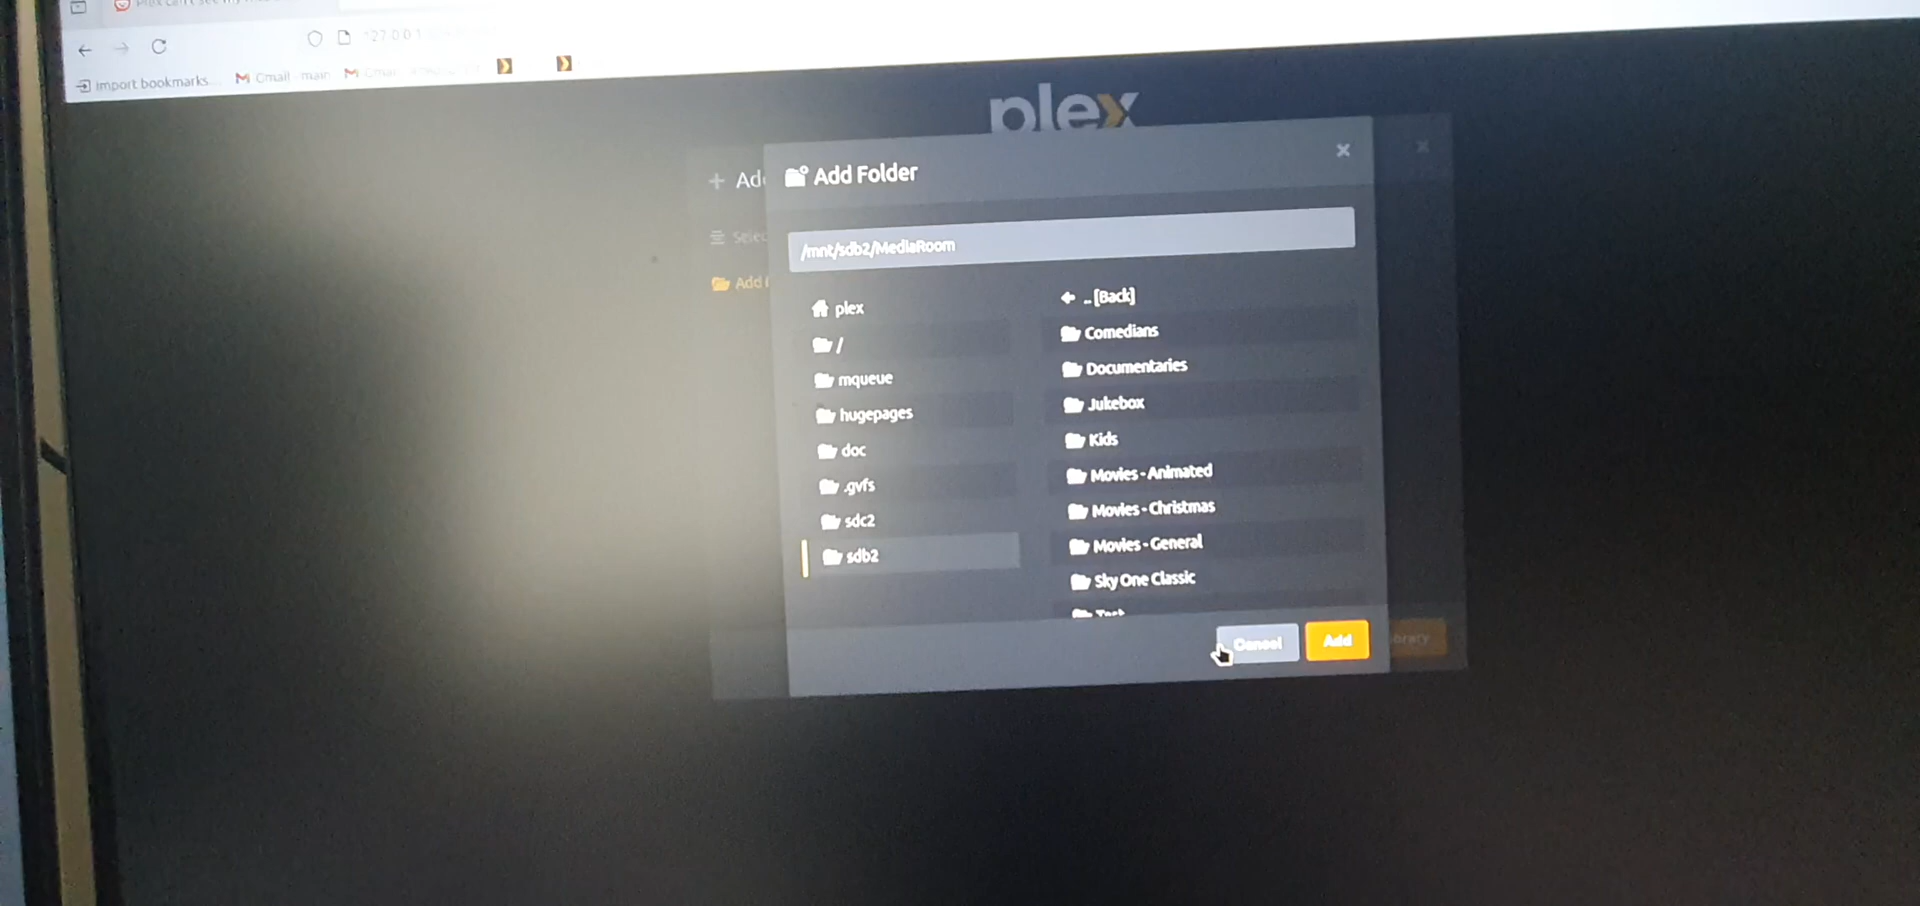 import bookmarks...
Gmail - main
plex
Add Folder
/mnt/sdb2/MediaRoom
plex
/
mqueue
hugepages
doc
.gvfs
sdc2
sdb2
.. [Back]
Comedians
Documentaries
Jukebox
Kids
Movies - Animated
Movies - Christmas
Movies - General
Sky One Classic
Cancel
Add